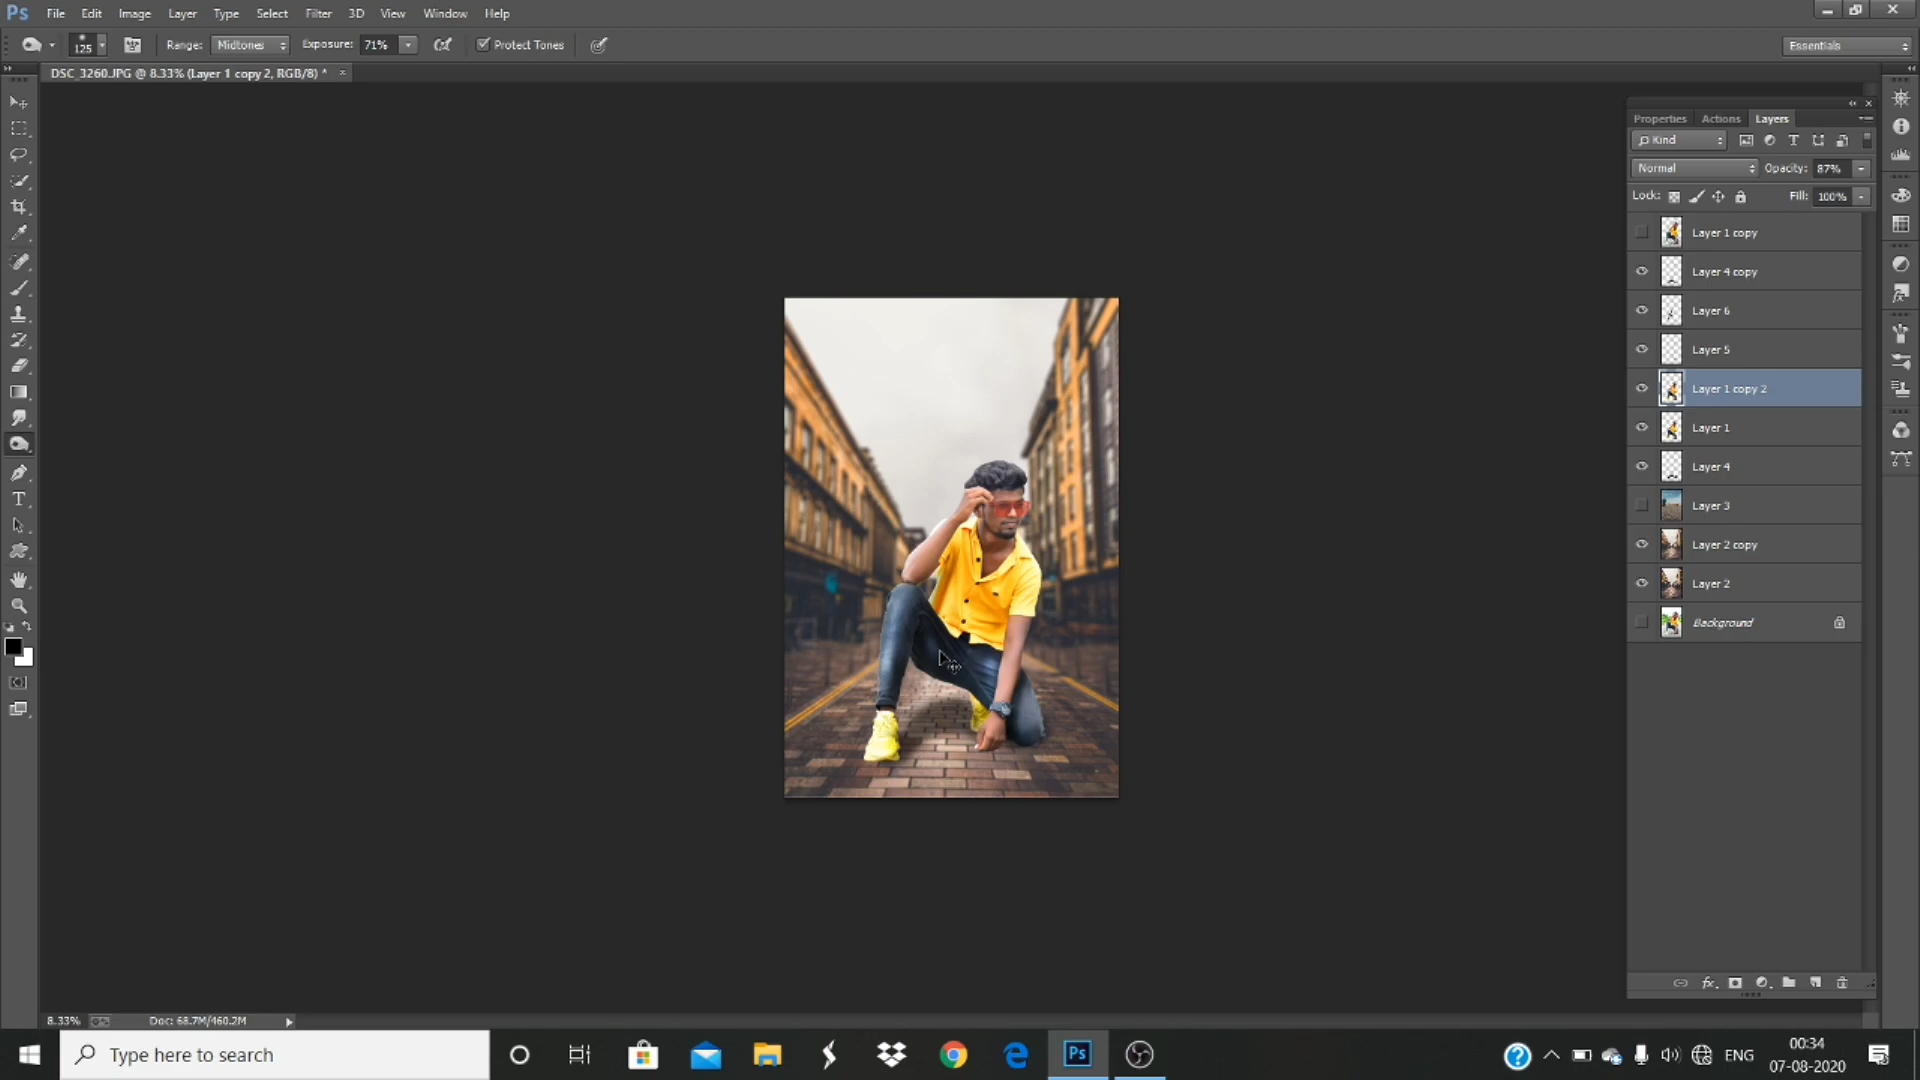 Ps File Edit Image Layer Type Select Filter 3D View Window Help
125 Range: Midtones Exposure: 71% Protect Tones Essentials
DSC_3260.JPG @ 8.33% (Layer 1 copy 2, RGB/8) * ×
Properties Actions Layers
Kind
Normal Opacity: 87%
Lock: Fill: 100%
Layer 1 copy
Layer 4 copy
Layer 6
Layer 5
Layer 1 copy 2
Layer 1
Layer 4
Layer 3
Layer 2 copy
Layer 2
Background
8.33% Doc: 68.7M/460.2M
Type here to search
Ps
ENG
00:34
07-08-2020